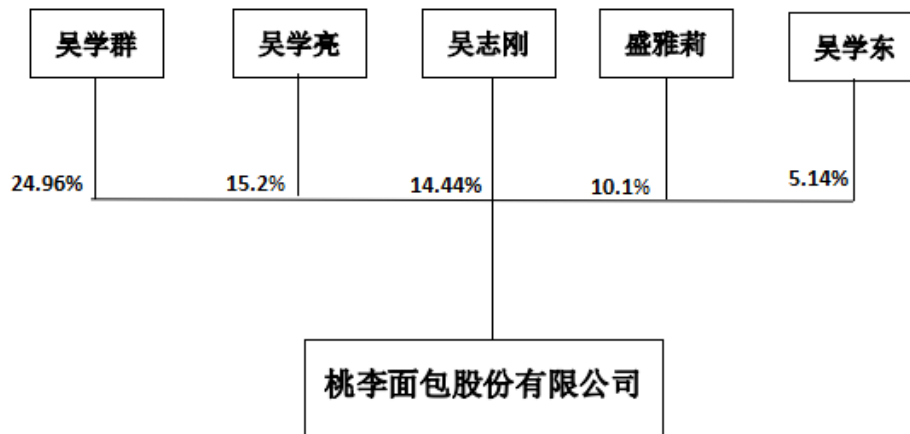 吴学群
吴学亮
吴志刚
盛雅莉
吴学东
24.96%
15.2%
14.44%
10.1%
5.14%
桃李面包股份有限公司